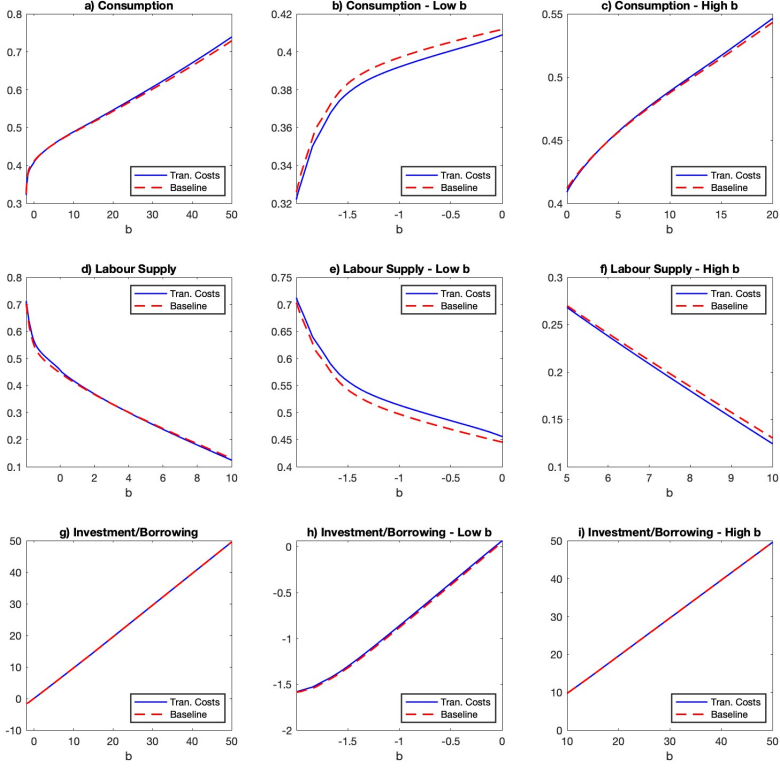 a) Consumption
0.8
0.7
0.6
0.5
0.4
0.3
0
10
20
30
40
50
b
Tran. Costs
Baseline
b) Consumption - Low b
0.42
0.4
0.38
0.36
0.34
0.32
-1.5
-1
-0.5
0
b
Tran. Costs
Baseline
c) Consumption - High b
0.55
0.5
0.45
0.4
0
5
10
15
20
b
Tran. Costs
Baseline
d) Labour Supply
0.8
0.7
0.6
0.5
0.4
0.3
0.2
0.1
0
2
4
6
8
10
b
Tran. Costs
Baseline
e) Labour Supply - Low b
0.75
0.7
0.65
0.6
0.55
0.5
0.45
0.4
-1.5
-1
-0.5
0
b
Tran. Costs
Baseline
f) Labour Supply - High b
0.3
0.25
0.2
0.15
0.1
5
6
7
8
9
10
b
Tran. Costs
Baseline
g) Investment/Borrowing
50
40
30
20
10
0
-10
0
10
20
30
40
50
b
Tran. Costs
Baseline
h) Investment/Borrowing - Low b
0
-0.5
-1
-1.5
-2
-1.5
-1
-0.5
0
b
Tran. Costs
Baseline
i) Investment/Borrowing - High b
50
40
30
20
10
0
10
20
30
40
50
b
Tran. Costs
Baseline